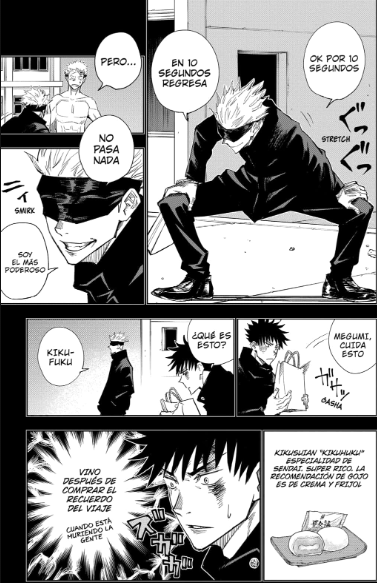 OK POR 10
SEGUNDOS
EN 10
SEGUNDOS
REGRESA
STRETCH
PERO...
NO
PASA
NADA
SMIRK
SOY
EL MÁS
PODEROSO
MEGUMI,
CUIDA
ESTO
GASHA
¿QUÉ ES
ESTO?
KIKU-
FUKU
KIKUSUIAN "KIKUHUKU"
ESPECIALIDAD DE
SENDAI. SUPER RICO. LA
RECOMENDACIÓN DE GOJO
ES DE CREMA Y FRIJOL
VINO
DESPUÉS DE
COMPRAR EL
RECUERDO
DEL VIAJE
CUANDO ESTÁ
MURIENDO LA
GENTE